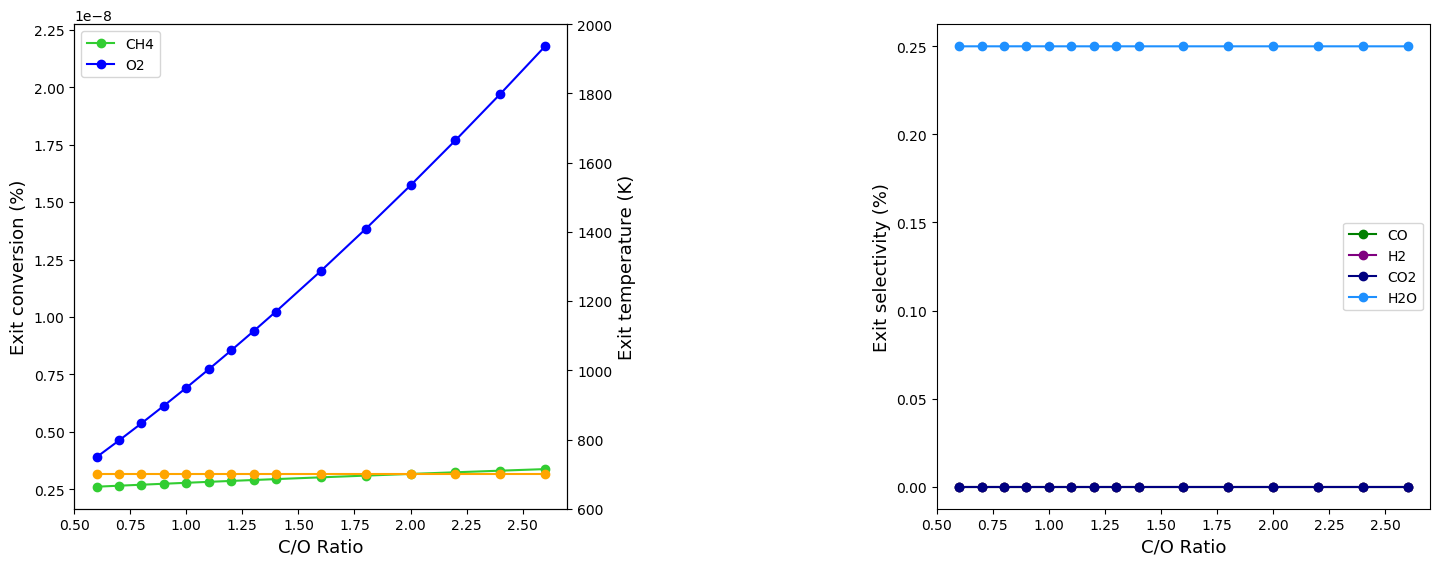 1e−8
CH4
O2
2.25
2.00
1.75
1.50
1.25
1.00
0.75
0.50
0.25
Exit conversion (%)
0.50 0.75 1.00 1.25 1.50 1.75 2.00 2.25 2.50
C/O Ratio
2000
1800
1600
1400
1200
1000
800
600
Exit temperature (K)
0.25
0.20
0.15
0.10
0.05
0.00
Exit selectivity (%)
CO
H2
CO2
H2O
0.50 0.75 1.00 1.25 1.50 1.75 2.00 2.25 2.50
C/O Ratio